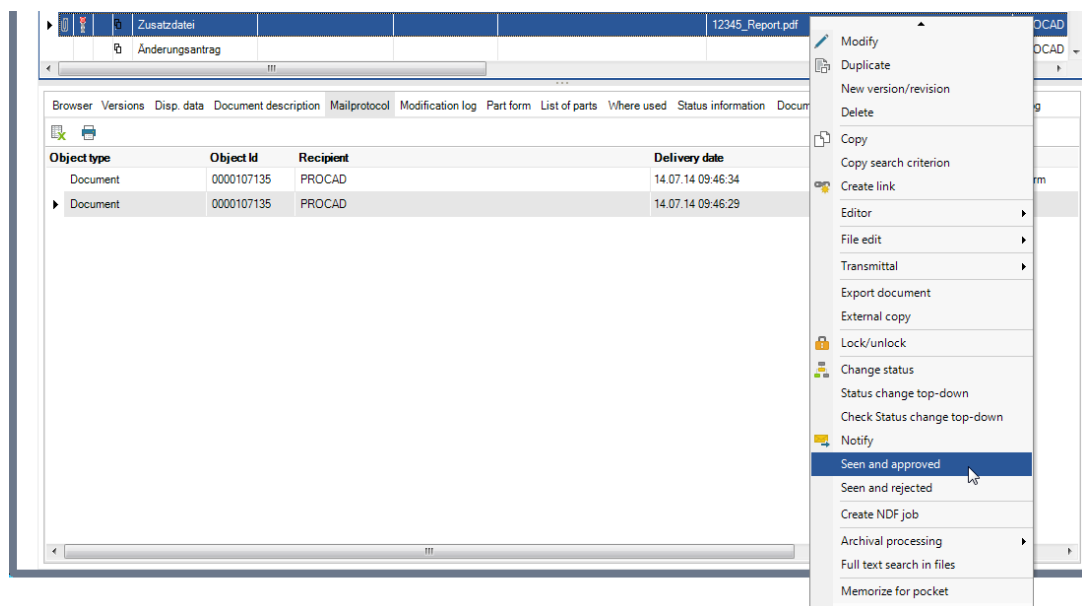 Zusatzdatei 12345_Report.pdf OCAD
Änderungsantrag OCAD
Browser Versions Disp. data Document description Mailprotocol Modification log Part form List of parts Where used Status information Docum g
Object type Object Id Recipient Delivery date
Document 0000107135 PROCAD 14.07.14 09:46:34 rm
Document 0000107135 PROCAD 14.07.14 09:46:29
Modify
Duplicate
New version/revision
Delete
Copy
Copy search criterion
Create link
Editor
File edit
Transmittal
Export document
External copy
Lock/unlock
Change status
Status change top-down
Check Status change top-down
Notify
Seen and approved
Seen and rejected
Create NDF job
Archival processing
Full text search in files
Memorize for pocket